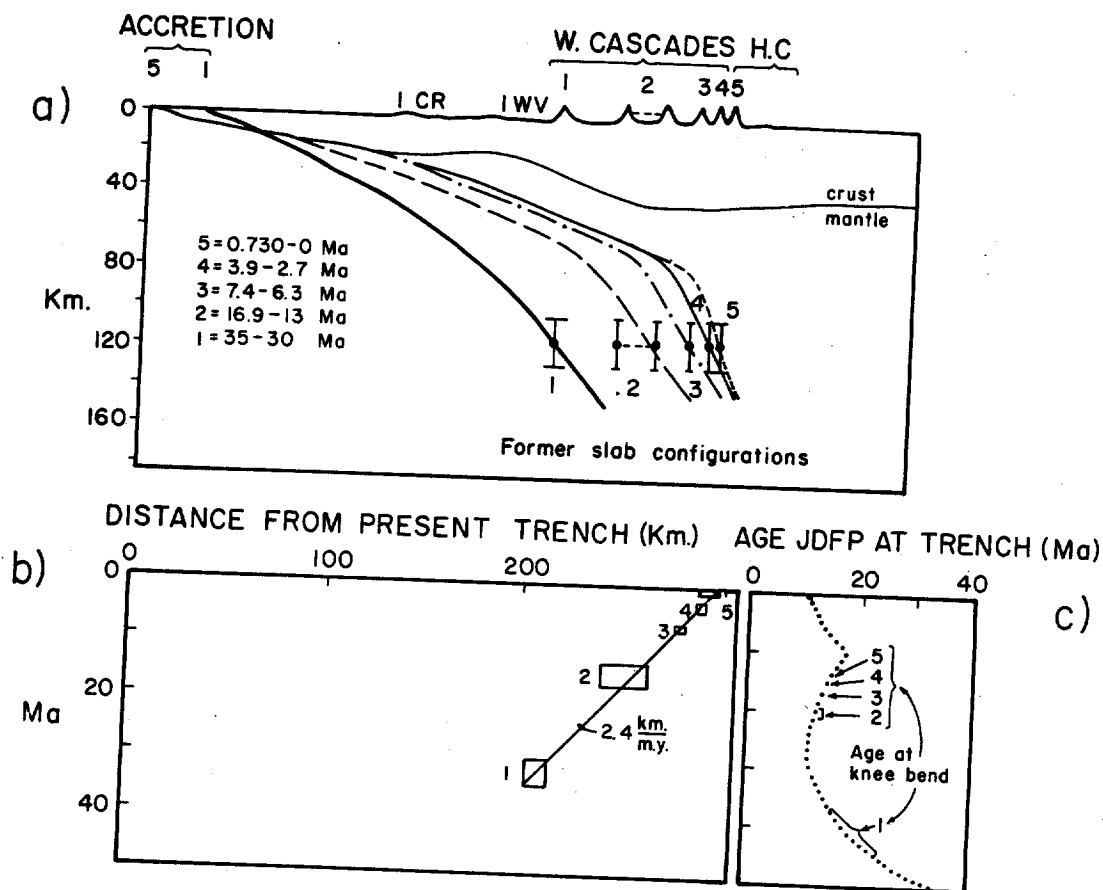 ACCRETION
5 1
W. CASCADES H.C
1 2 3 4 5
a)
1 CR 1 WV
0
40
80
120
160
Km.
crust
mantle
5 = 0.730-0 Ma
4 = 3.9-2.7 Ma
3 = 7.4-6.3 Ma
2 = 16.9-13 Ma
1 = 35-30 Ma
4 5
1 2 3
Former slab configurations
DISTANCE FROM PRESENT TRENCH (Km.)
0 100 200
b)
0
20
40
Ma
4 5
3
2
1
2.4 km.
m.y.
AGE JDFP AT TRENCH (Ma)
0 20 40
c)
5
4
3
2
Age at
knee bend
1